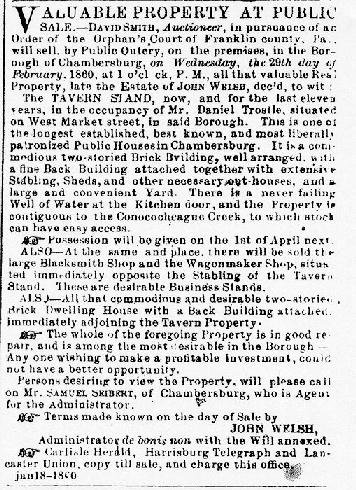 VALUABLE PROPERTY AT PUBLIC
SALE.—DAVID SMITH, Auctioneer, in pursuance of an
Order of the Orphan's Court of Franklin county, Pa.,
will sell, by Public Outcry, on the premises, in the Bor-
ough of Chambersburg, on Wednesday, the 29th day of
February, 1860, at 1 o'cl ck, P. M., all that valuable Real
Property, late the Estate of JOHN WELSH, dec'd, to wit:
The TAVERN STAND, now, and for the last eleven
years, in the occupancy of Mr. Daniel Trostle, situated
on West Market street, in said Borough. This is one of
the longest established, best known, and most liberally
patronized Public Houses in Chambersburg. It is a com-
modious two-storied Brick Building, well arranged, with
a fine Back Building attached together with extensive
Stabling, Sheds, and other necessary out-houses, and a
large and convenient Yard. There is a never failing
Well of Water at the Kitchen door, and the Property is
contiguous to the Conococheague Creek, to which stock
can have easy access.
Possession will be given on the 1st of April next.
ALSO—At the same and place, there will be sold the
large Blacksmith Shop and the Wagonmaker Shop, situa-
ted immediately opposite the Stabling of the Tavern
Stand. These are desirable Business Stands.
ALSO—All that commodious and desirable two-storied
Brick Dwelling House with a Back Building attached,
immediately adjoining the Tavern Property.
The whole of the foregoing Property is in good re-
pair, and is among the most desirable in the Borough—
Any one wishing to make a profitable investment, could
not have a better opportunity.
Persons desiring to view the Property, will please call
on Mr. SAMUEL SEIBERT, of Chambersburg, who is Agent
for the Administrator.
Terms made known on the day of Sale by
JOHN WELSH,
Administrator de bonis non with the Will annexed.
Carlisle Herald, Harrisburg Telegraph and Lan-
caster Union, copy till sale, and charge this office.
jan18-1860